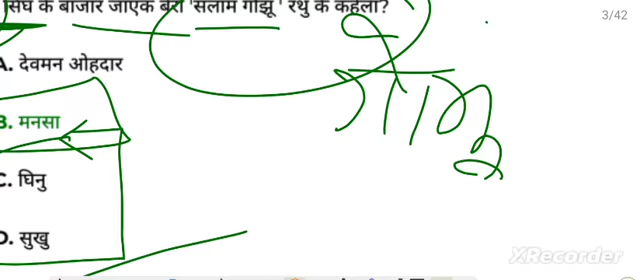 सिंघ के बाजार जाएक बेरा 'सलाम गोझू' रथु के कहला?
3/42
A. देवमन ओहदार
B. मनसा
C. घिनु
D. सुखु
XRecorder